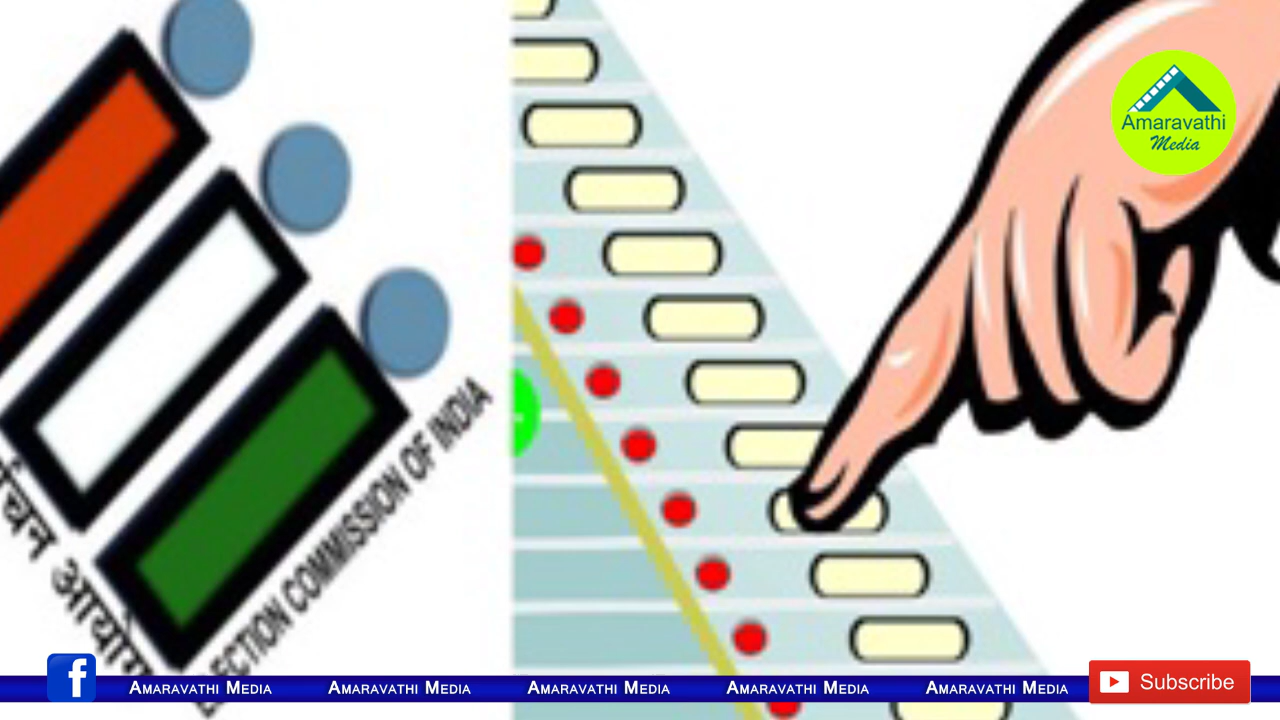 आयोग
ELECTION COMMISSION OF INDIA
Amaravathi
Media
f
Amaravathi Media Amaravathi Media Amaravathi Media Amaravathi Media Amaravathi Media
Subscribe